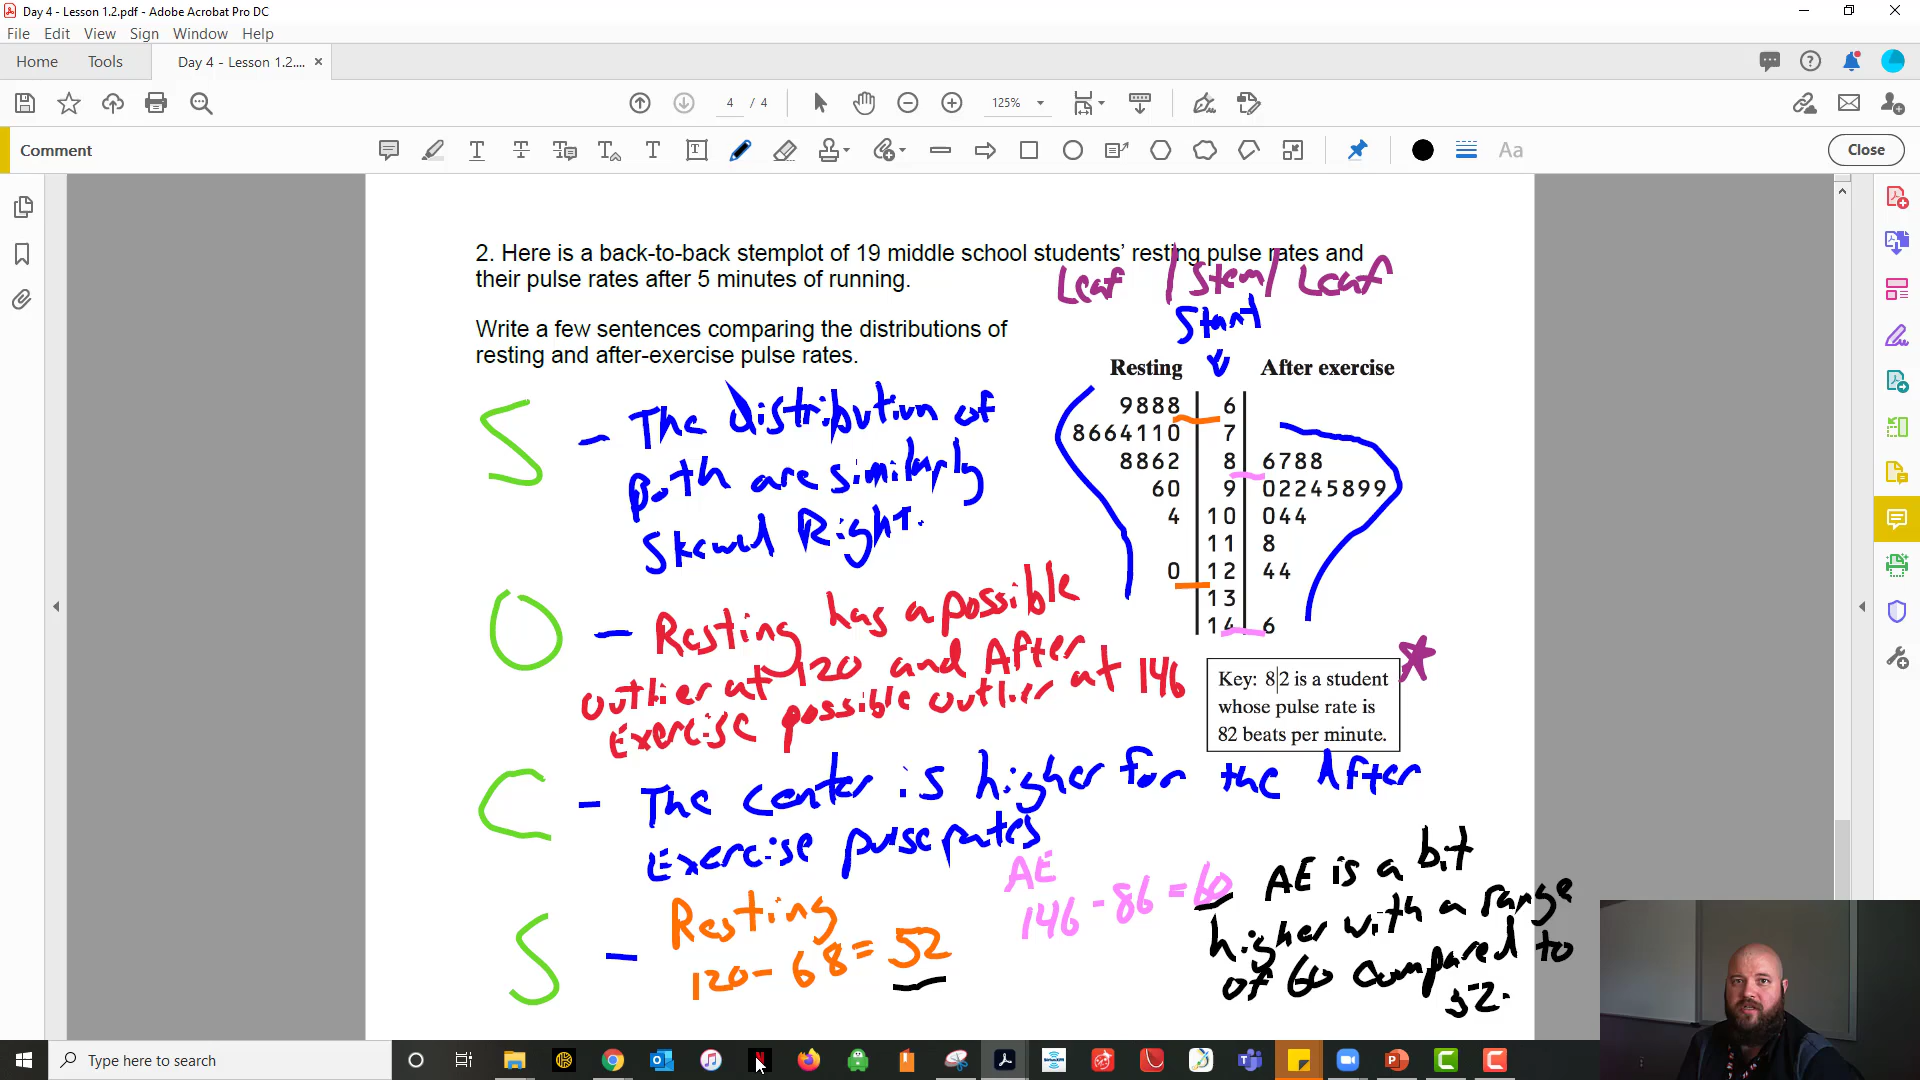 Day 4 - Lesson 1.2.pdf - Adobe Acrobat Pro DC
File Edit View Sign Window Help
Home Tools Day 4 - Lesson 1.2.... ×
4 / 4 125%
Comment Close
2. Here is a back-to-back stemplot of 19 middle school students' resting pulse rates and
their pulse rates after 5 minutes of running.
Leaf / Stem / Leaf
Start
Write a few sentences comparing the distributions of
resting and after-exercise pulse rates.
Resting After exercise
9888 6
8664110 7
8862 8 6788
60 9 02245899
4 10 044
11 8
0 12 44
13
14 6
Key: 8|2 is a student
whose pulse rate is
82 beats per minute.
S - The distribution of
both are similarly
Skewed Right.
O - Resting has a possible
outlier at 120 and After
Exercise possible outlier at 146
C - The center is higher for the After
Exercise pulse rates
S - Resting
120 - 68 = 52
AE
146 - 86 = 60
AE is a bit
higher with a range
of 60 compared to
52.
Type here to search